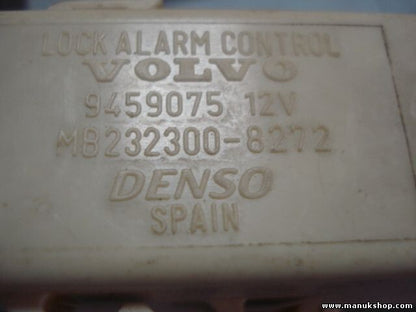 LOCK ALARM CONTROL
VOLVO
9459075 12V
MB232300-8272
DENSO
SPAIN
www.manukshop.com